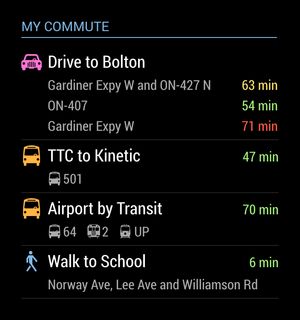 MY COMMUTE
Drive to Bolton
Gardiner Expy W and ON-427 N 63 min
ON-407 54 min
Gardiner Expy W 71 min
TTC to Kinetic 47 min
501
Airport by Transit 70 min
64 2 UP
Walk to School 6 min
Norway Ave, Lee Ave and Williamson Rd